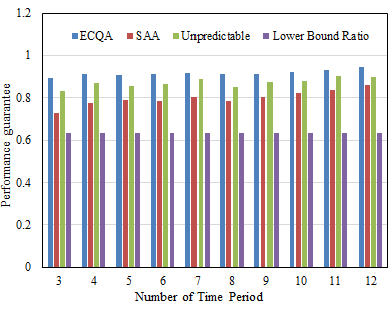 1.2
1
0.8
0.6
0.4
0.2
0
ECQA SAA Unpredictable Lower Bound Ratio
Performance guarantee
3 4 5 6 7 8 9 10 11 12
Number of Time Period